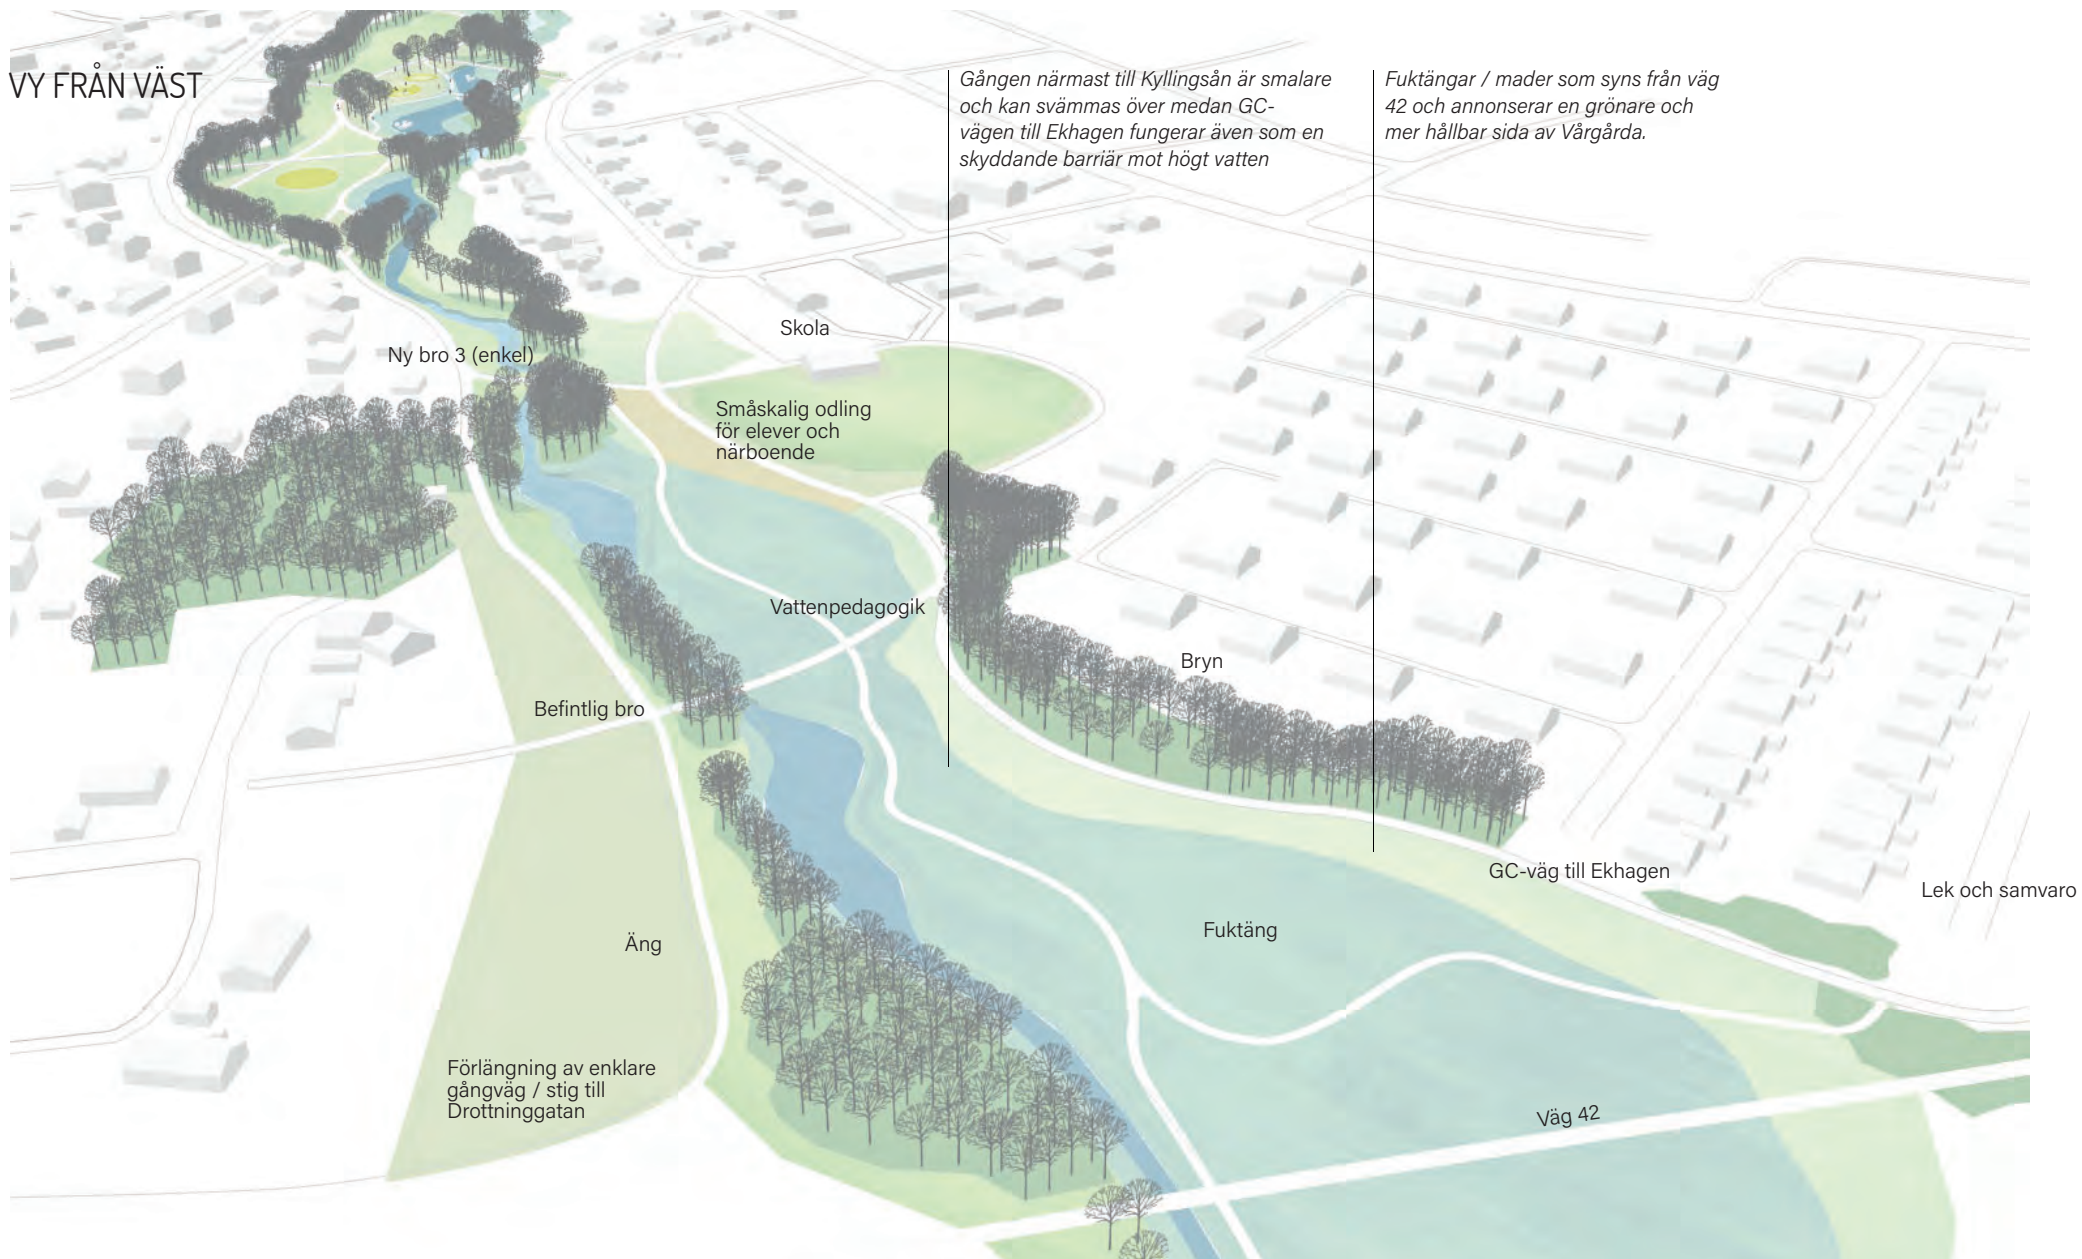 VY FRÅN VÄST
Gången närmast till Kyllingsån är smalare
och kan svämmas över medan GC-
vägen till Ekhagen fungerar även som en
skyddande barriär mot högt vatten
Fuktängar / mader som syns från väg
42 och annonserar en grönare och
mer hållbar sida av Vårgårda.
Skola
Ny bro 3 (enkel)
Småskalig odling
för elever och
närboende
Vattenpedagogik
Bryn
Befintlig bro
GC-väg till Ekhagen
Lek och samvaro
Fuktäng
Äng
Förlängning av enklare
gångväg / stig till
Drottninggatan
Väg 42